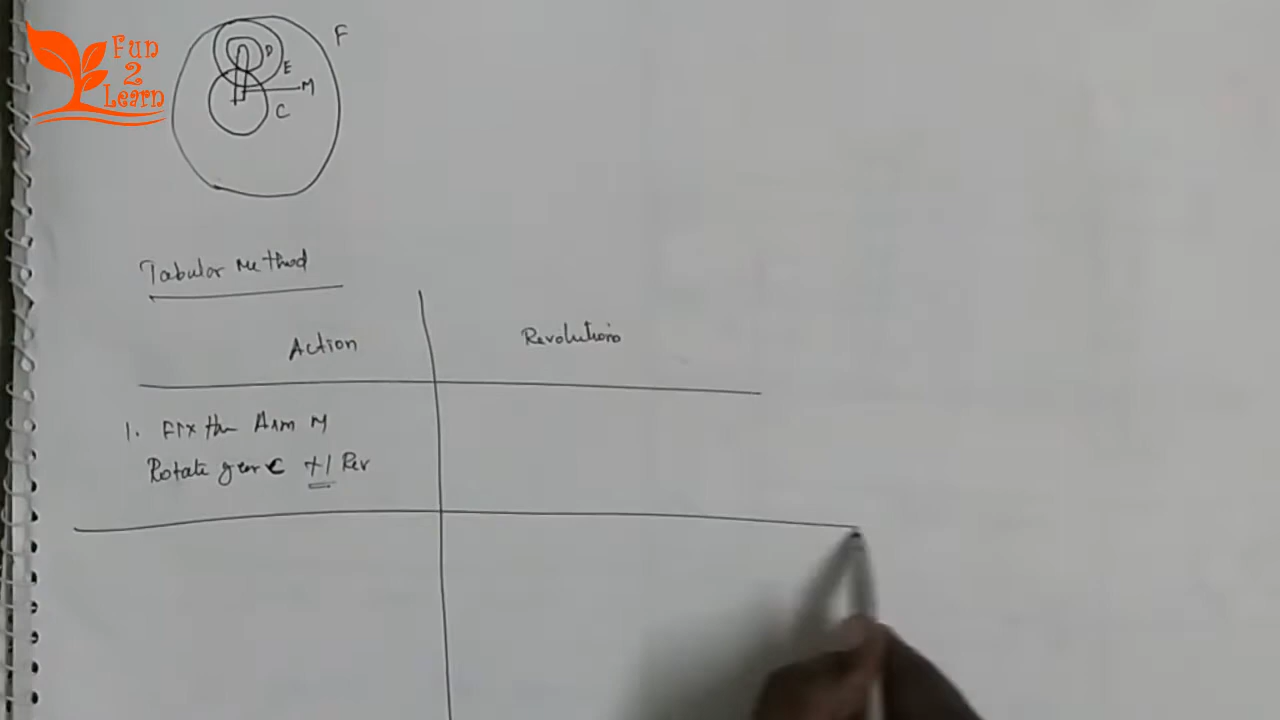 Fun
2
Learn
F
D
E
M
C
Tabular Method
Action
Revolutions
1. Fix the Arm M
Rotate gear C +1 Rev